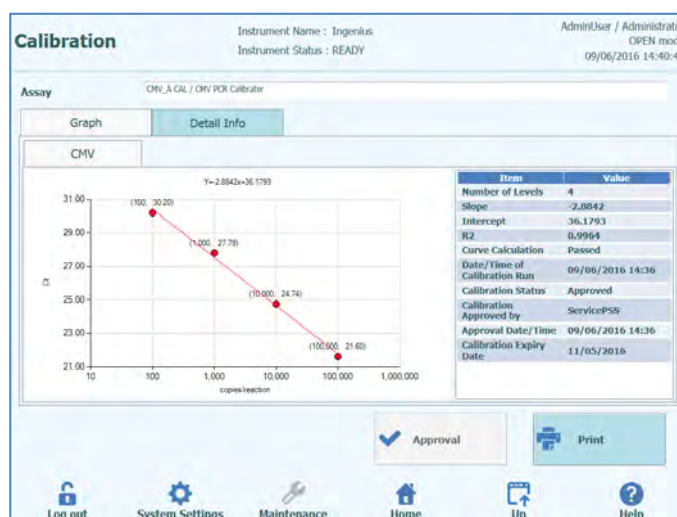 Calibration
Instrument Name : Ingenius
Instrument Status : READY
AdminUser / Administrat
OPEN mo
09/06/2016 14:40:4
Assay
CMV_A CAL / CMV PCR Calibrator
Graph
Detail Info
CMV
Y=-2.8842x+36.1793
31.00
29.00
27.00
25.00
23.00
21.00
Ct
(100, 30.20)
(1,000, 27.78)
(10,000, 24.74)
(100,000, 21.60)
10
100
1,000
10,000
100,000
1,000,000
copies/reaction
Item Value
Number of Levels 4
Slope -2.8842
Intercept 36.1793
R2 0.9964
Curve Calculation Passed
Date/Time of
Calibration Run 09/06/2016 14:36
Calibration Status Approved
Calibration
Approved by ServicePSS
Approval Date/Time 09/06/2016 14:36
Calibration Expiry
Date 11/05/2016
Approval
Print
Log out
System Settings
Maintenance
Home
Up
Help